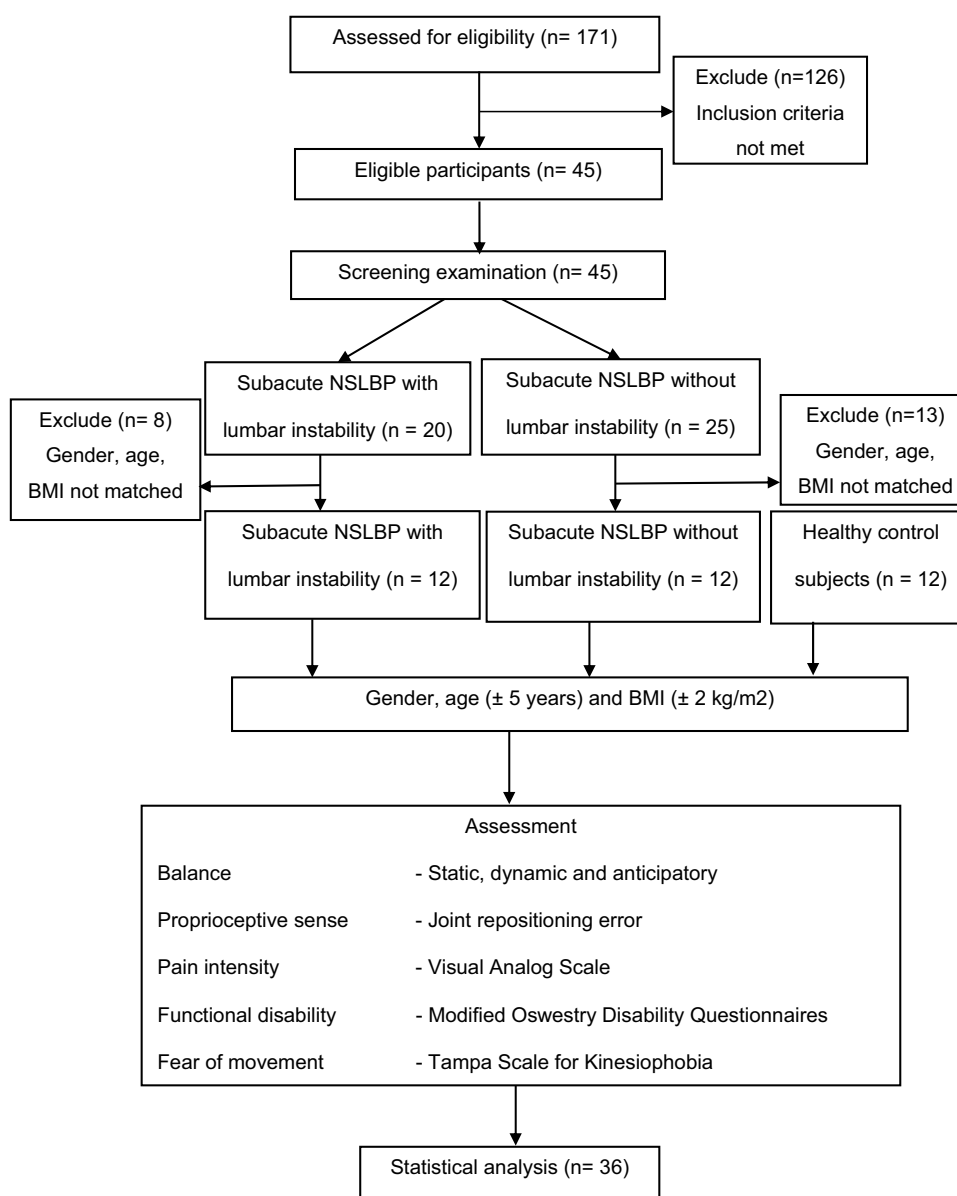 Assessed for eligibility (n= 171)
Exclude (n=126)
Inclusion criteria
not met
Eligible participants (n= 45)
Screening examination (n= 45)
Subacute NSLBP with
lumbar instability (n = 20)
Subacute NSLBP without
lumbar instability (n = 25)
Exclude (n= 8)
Gender, age,
BMI not matched
Exclude (n=13)
Gender, age,
BMI not matched
Subacute NSLBP with
lumbar instability (n = 12)
Subacute NSLBP without
lumbar instability (n = 12)
Healthy control
subjects (n = 12)
Gender, age (± 5 years) and BMI (± 2 kg/m2)
Assessment
Balance - Static, dynamic and anticipatory
Proprioceptive sense - Joint repositioning error
Pain intensity - Visual Analog Scale
Functional disability - Modified Oswestry Disability Questionnaires
Fear of movement - Tampa Scale for Kinesiophobia
Statistical analysis (n= 36)